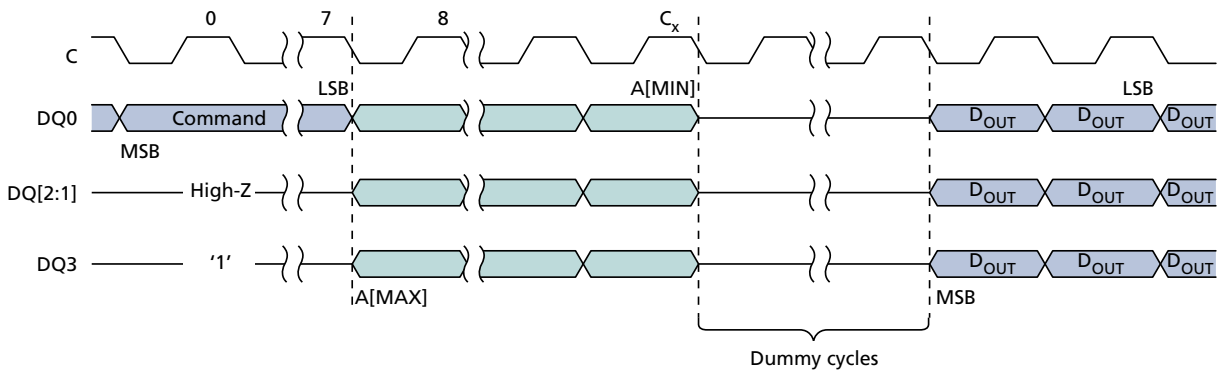 0 7 8 Cx
C
LSB A[MIN] LSB
DQ0 Command DOUT DOUT DOUT
MSB
DQ[2:1] High-Z DOUT DOUT DOUT
DQ3 '1' DOUT DOUT DOUT
A[MAX] MSB
Dummy cycles